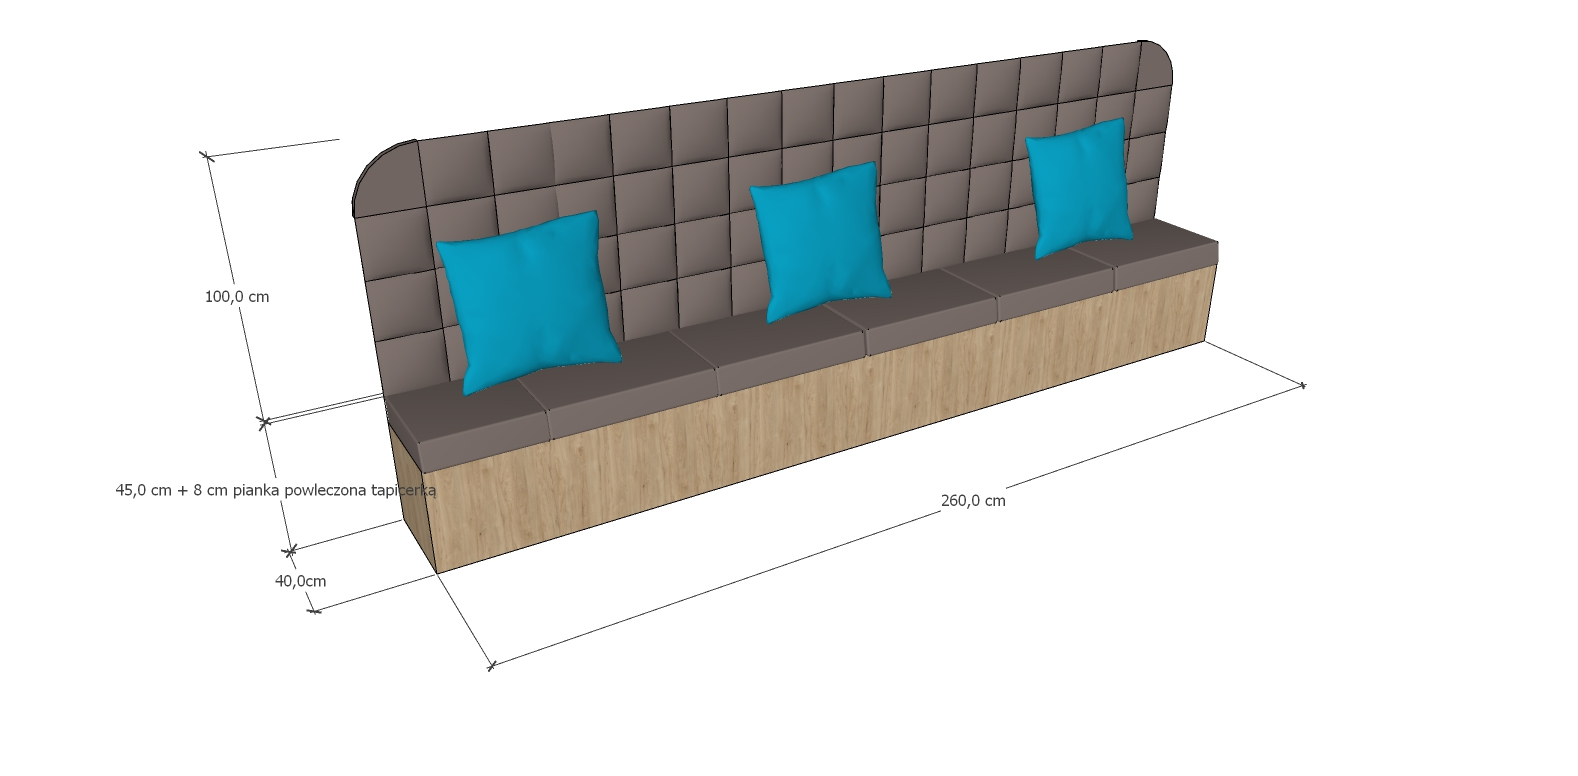 100,0 cm
45,0 cm + 8 cm pianka powleczona tapicerką
260,0 cm
40,0cm